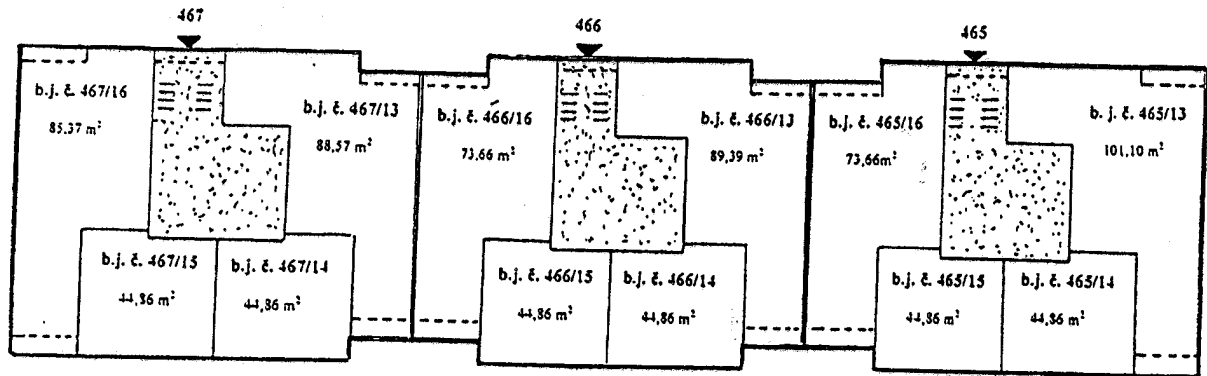 467
466
465
b.j. č. 467/16
85,37 m²
b.j. č. 467/13
88,57 m²
b.j. č. 466/16
73,66 m²
b.j. č. 466/13
89,39 m²
b.j. č. 465/16
73,66m²
b.j. č. 465/13
101,10 m²
b.j. č. 467/15
44,86 m²
b.j. č. 467/14
44,86 m²
b.j. č. 466/15
44,86 m²
b.j. č. 466/14
44,86 m²
b.j. č. 465/15
44,86 m²
b.j. č. 465/14
44,86 m²